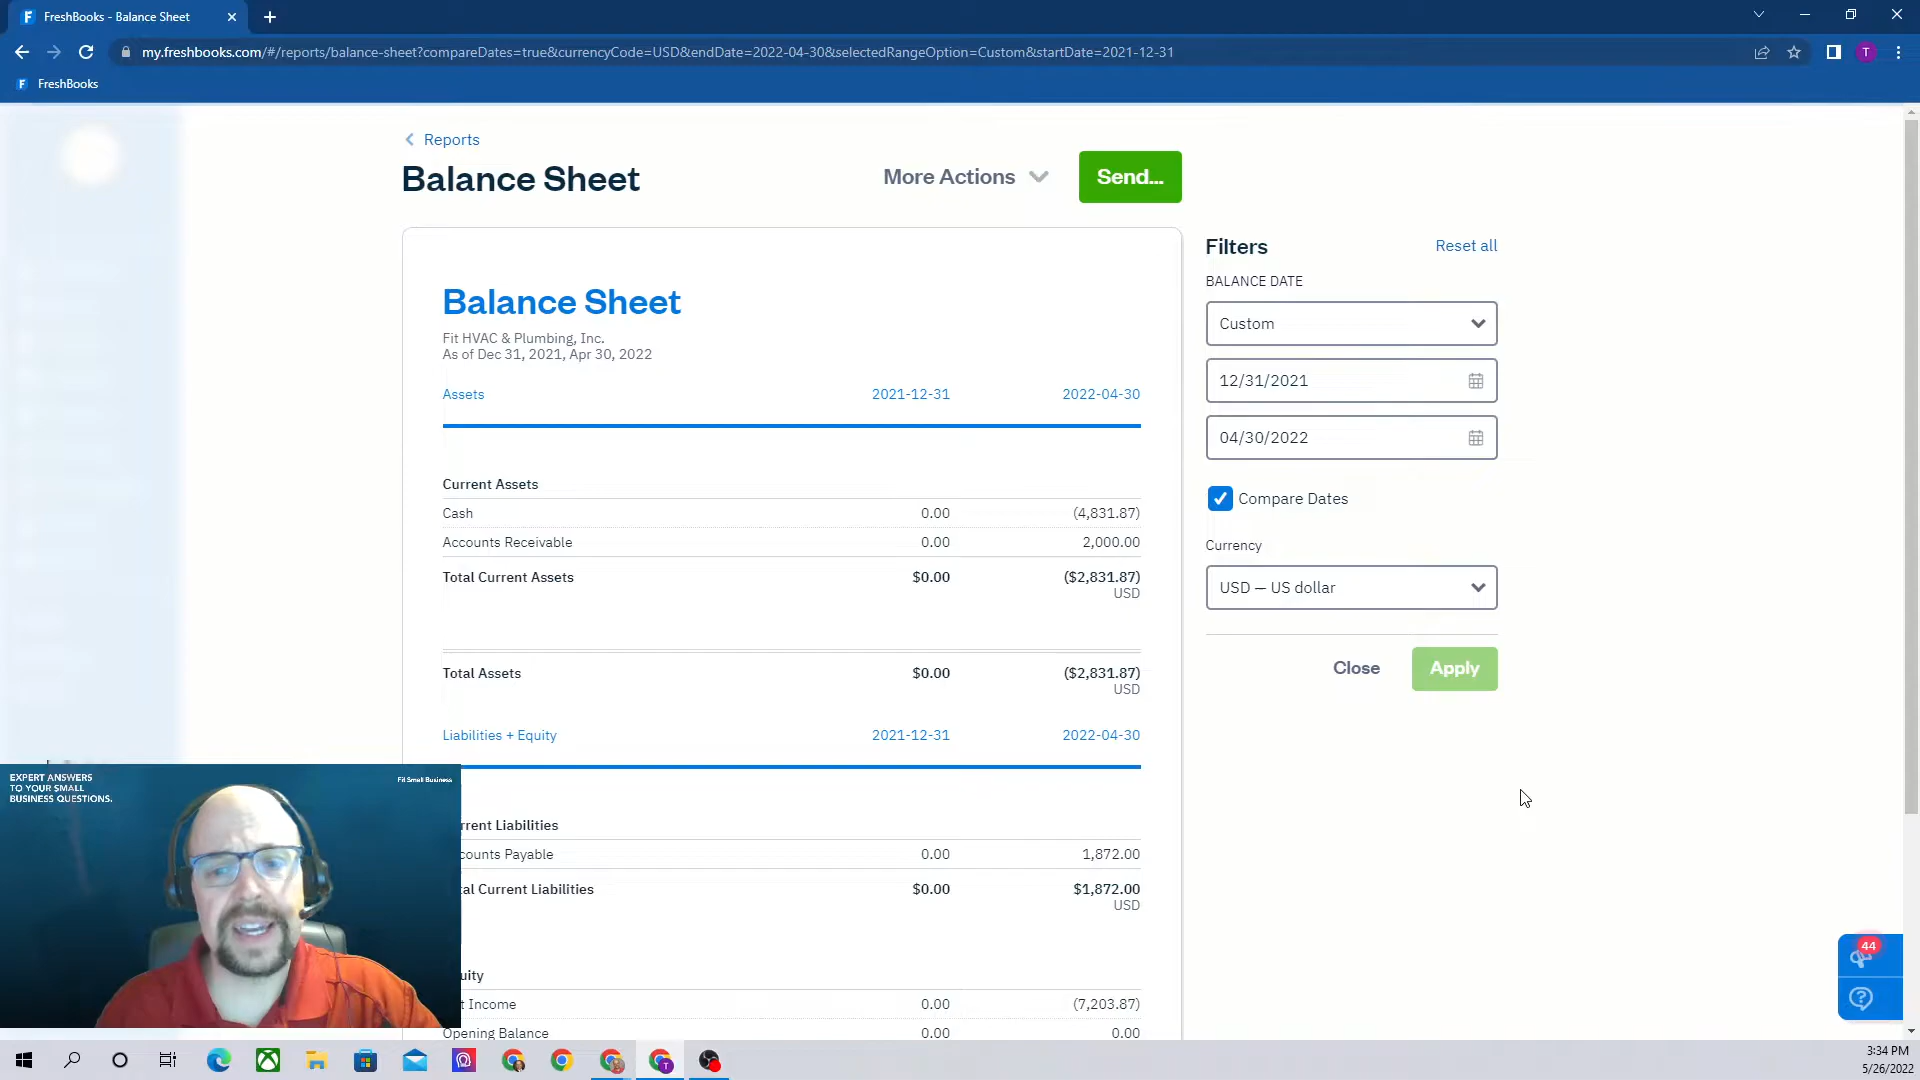 FreshBooks - Balance Sheet
my.freshbooks.com/#/reports/balance-sheet?compareDates=true&currencyCode=USD&endDate=2022-04-30&selectedRangeOption=Custom&startDate=2021-12-31
T
FreshBooks
Reports
Balance Sheet
More Actions
Send...
Balance Sheet
Fit HVAC & Plumbing, Inc.
As of Dec 31, 2021, Apr 30, 2022
Assets 2021-12-31 2022-04-30
Current Assets
Cash 0.00 (4,831.87)
Accounts Receivable 0.00 2,000.00
Total Current Assets $0.00 ($2,831.87)
USD
Total Assets $0.00 ($2,831.87)
USD
Liabilities + Equity 2021-12-31 2022-04-30
rrent Liabilities
counts Payable 0.00 1,872.00
al Current Liabilities $0.00 $1,872.00
USD
uity
t Income 0.00 (7,203.87)
Opening Balance 0.00 0.00
Filters
Reset all
BALANCE DATE
Custom
12/31/2021
04/30/2022
Compare Dates
Currency
USD — US dollar
Close
Apply
44
EXPERT ANSWERS
TO YOUR SMALL
BUSINESS QUESTIONS.
Fit Small Business
3:34 PM
5/26/2022